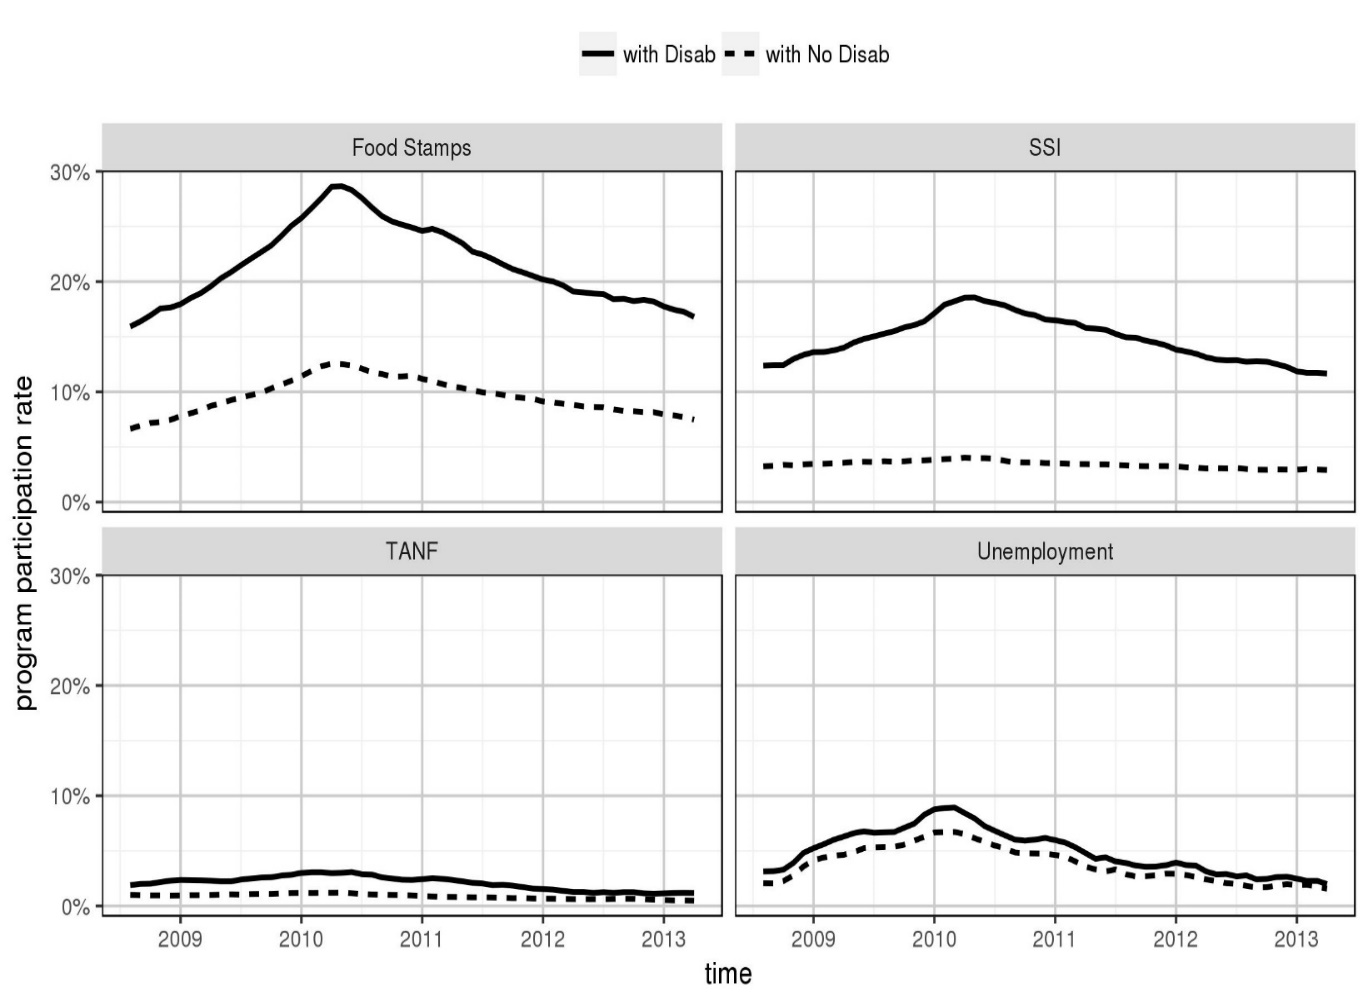 with Disab with No Disab
Food Stamps SSI
30%
20%
10%
0%
TANF Unemployment
30%
20%
10%
0%
2009 2010 2011 2012 2013 2009 2010 2011 2012 2013
time
program participation rate